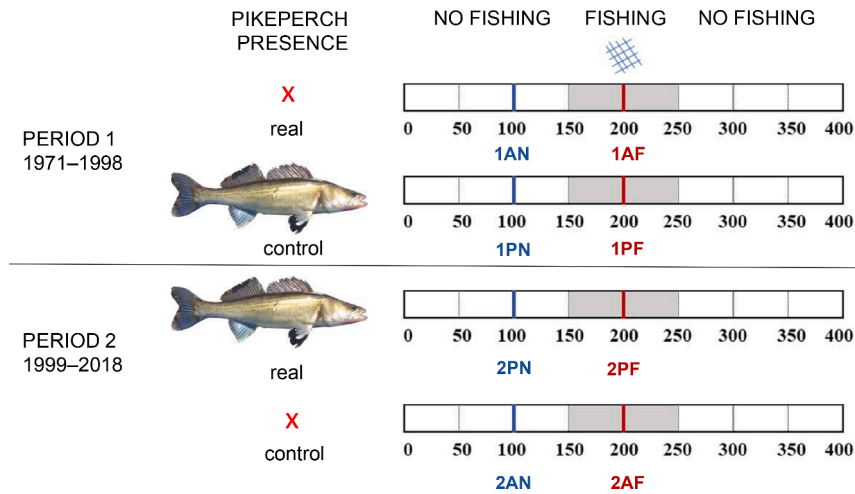 PIKEPERCH PRESENCE
NO FISHING FISHING NO FISHING
X
real
0 50 100 150 200 250 300 350 400
1AN 1AF
PERIOD 1
1971–1998
control
0 50 100 150 200 250 300 350 400
1PN 1PF
PERIOD 2
1999–2018
real
0 50 100 150 200 250 300 350 400
2PN 2PF
X
control
0 50 100 150 200 250 300 350 400
2AN 2AF